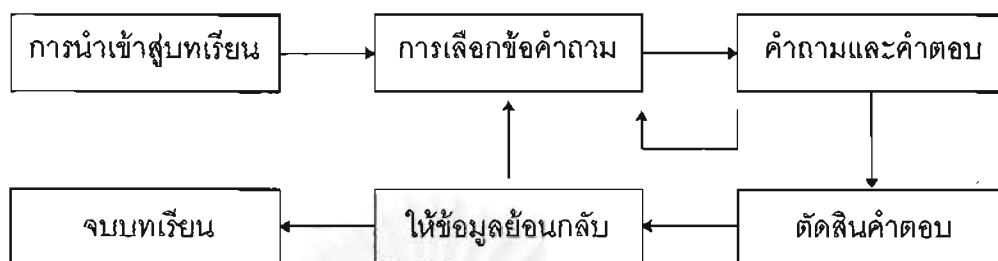 การนำเข้าสู่บทเรียน
การเลือกข้อคำถาม
คำถามและคำตอบ
จบบทเรียน
ให้ข้อมูลย้อนกลับ
ตัดสินคำตอบ